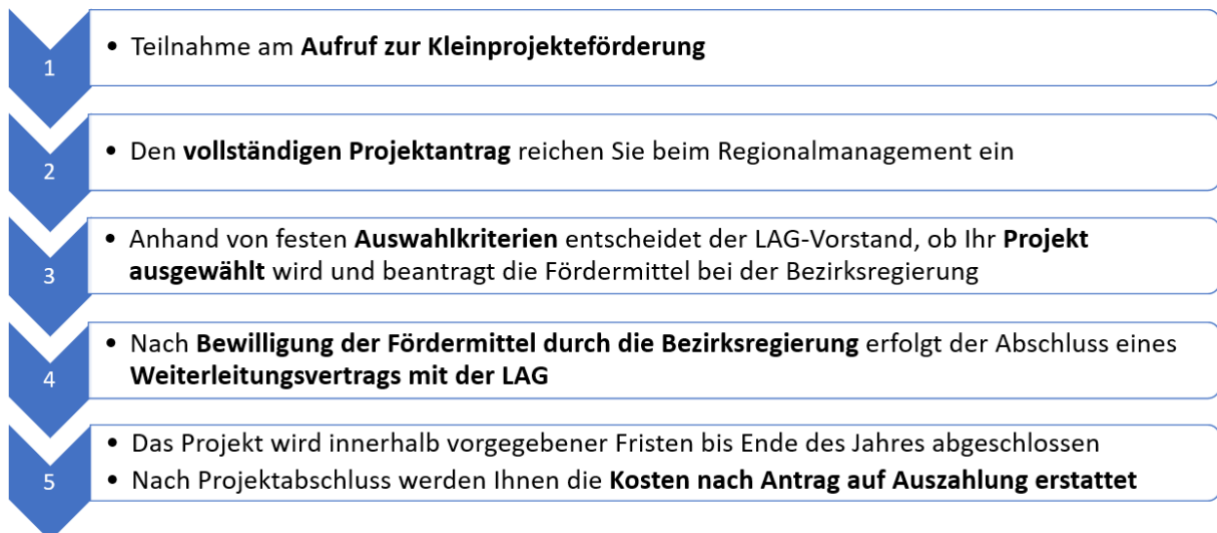 1
• Teilnahme am Aufruf zur Kleinprojekteförderung
2
• Den vollständigen Projektantrag reichen Sie beim Regionalmanagement ein
3
• Anhand von festen Auswahlkriterien entscheidet der LAG-Vorstand, ob Ihr Projekt
ausgewählt wird und beantragt die Fördermittel bei der Bezirksregierung
4
• Nach Bewilligung der Fördermittel durch die Bezirksregierung erfolgt der Abschluss eines
Weiterleitungsvertrags mit der LAG
5
• Das Projekt wird innerhalb vorgegebener Fristen bis Ende des Jahres abgeschlossen
• Nach Projektabschluss werden Ihnen die Kosten nach Antrag auf Auszahlung erstattet